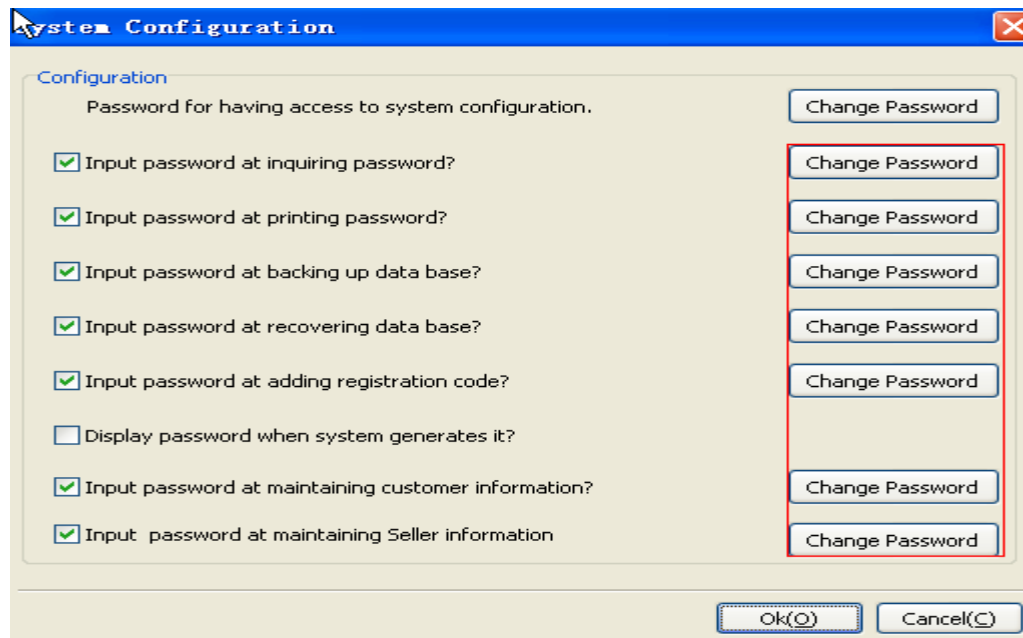 System Configuration
Configuration
Password for having access to system configuration. Change Password
Input password at inquiring password? Change Password
Input password at printing password? Change Password
Input password at backing up data base? Change Password
Input password at recovering data base? Change Password
Input password at adding registration code? Change Password
Display password when system generates it?
Input password at maintaining customer information? Change Password
Input password at maintaining Seller information Change Password
Ok(O) Cancel(C)